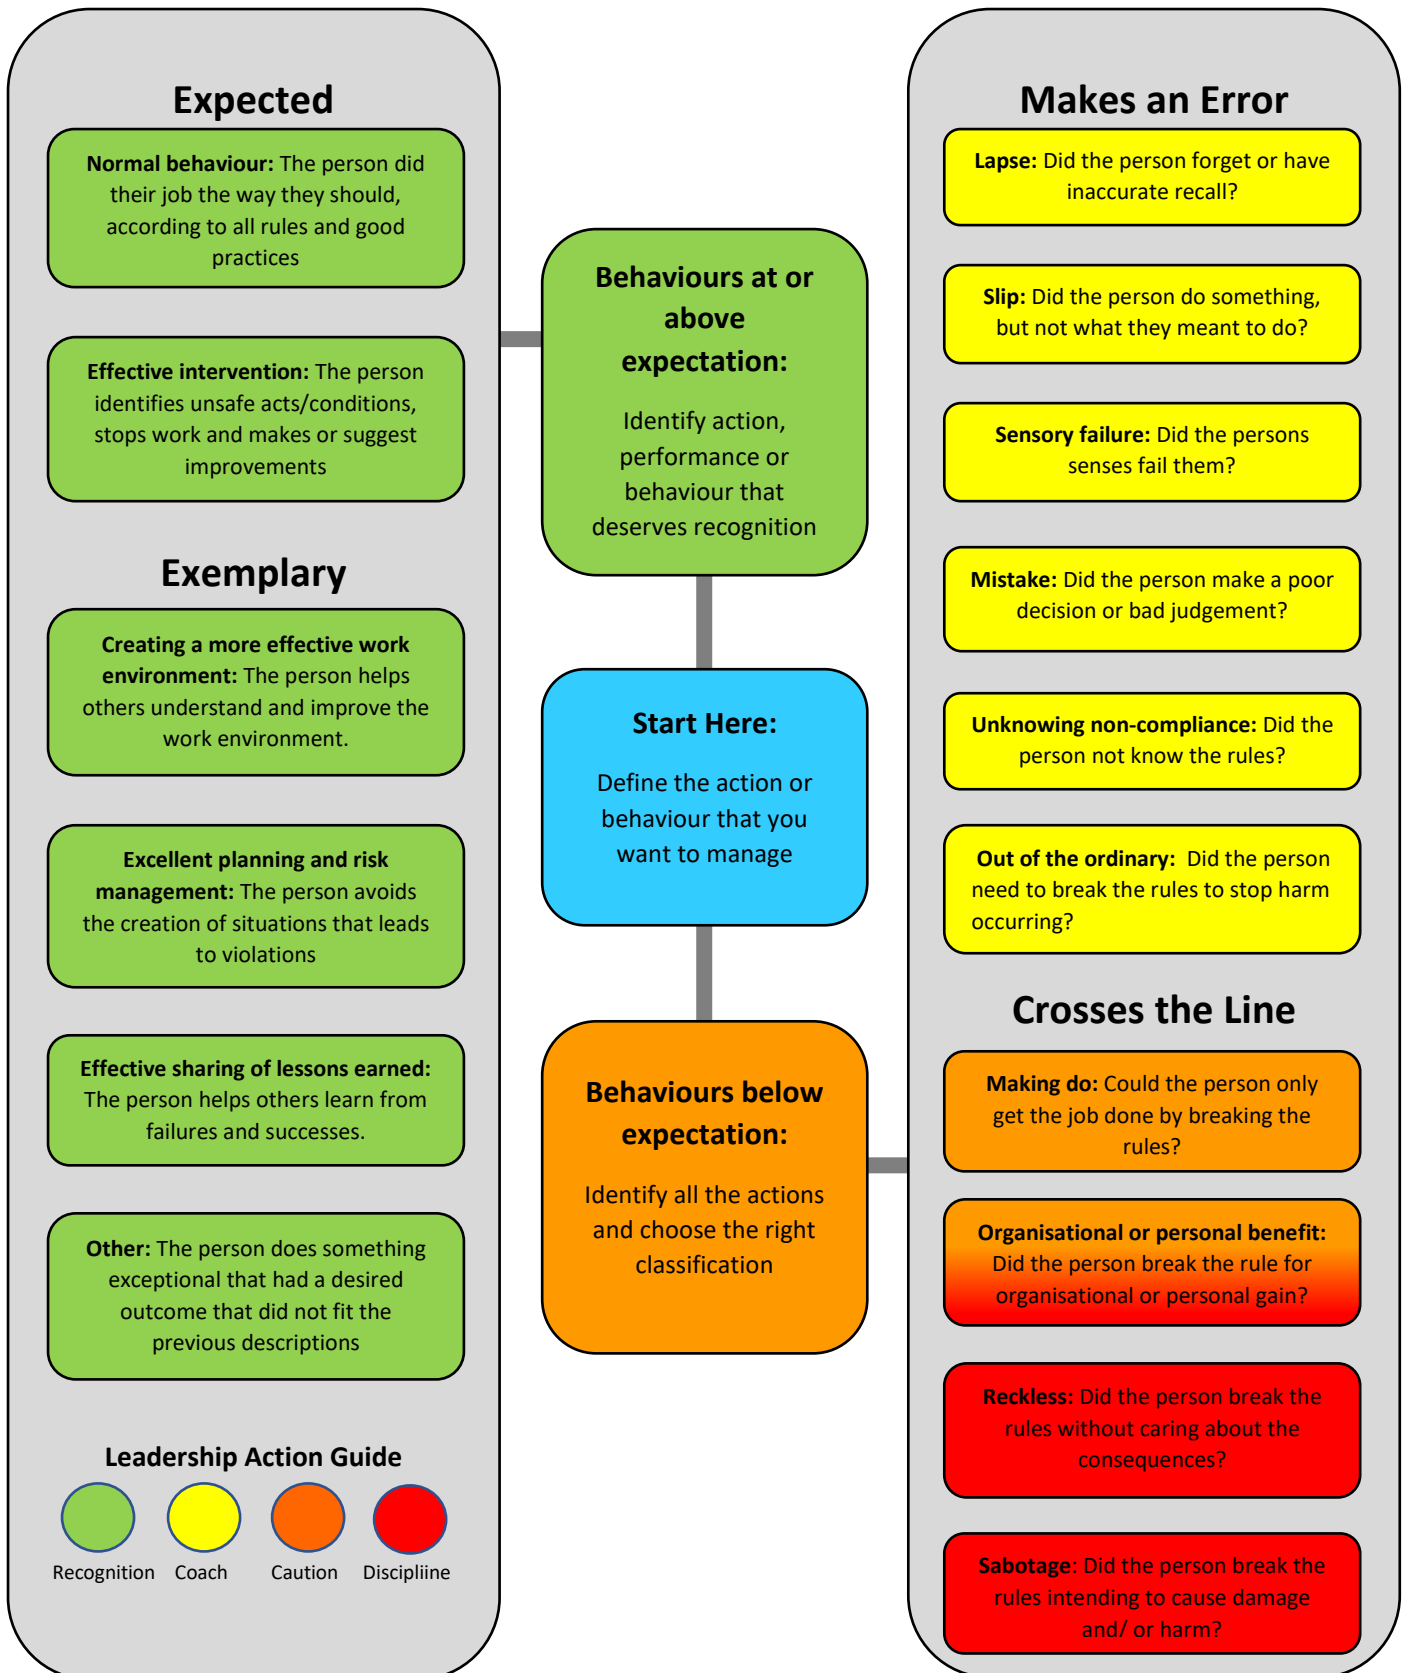 Expected
Normal behaviour: The person did
their job the way they should,
according to all rules and good
practices
Effective intervention: The person
identifies unsafe acts/conditions,
stops work and makes or suggest
improvements
Exemplary
Creating a more effective work
environment: The person helps
others understand and improve the
work environment.
Excellent planning and risk
management: The person avoids
the creation of situations that leads
to violations
Effective sharing of lessons earned:
The person helps others learn from
failures and successes.
Other: The person does something
exceptional that had a desired
outcome that did not fit the
previous descriptions
Leadership Action Guide
Recognition Coach Caution Discipliine
Behaviours at or
above
expectation:
Identify action,
performance or
behaviour that
deserves recognition
Start Here:
Define the action or
behaviour that you
want to manage
Behaviours below
expectation:
Identify all the actions
and choose the right
classification
Makes an Error
Lapse: Did the person forget or have
inaccurate recall?
Slip: Did the person do something,
but not what they meant to do?
Sensory failure: Did the persons
senses fail them?
Mistake: Did the person make a poor
decision or bad judgement?
Unknowing non-compliance: Did the
person not know the rules?
Out of the ordinary: Did the person
need to break the rules to stop harm
occurring?
Crosses the Line
Making do: Could the person only
get the job done by breaking the
rules?
Organisational or personal benefit:
Did the person break the rule for
organisational or personal gain?
Reckless: Did the person break the
rules without caring about the
consequences?
Sabotage: Did the person break the
rules intending to cause damage
and/ or harm?